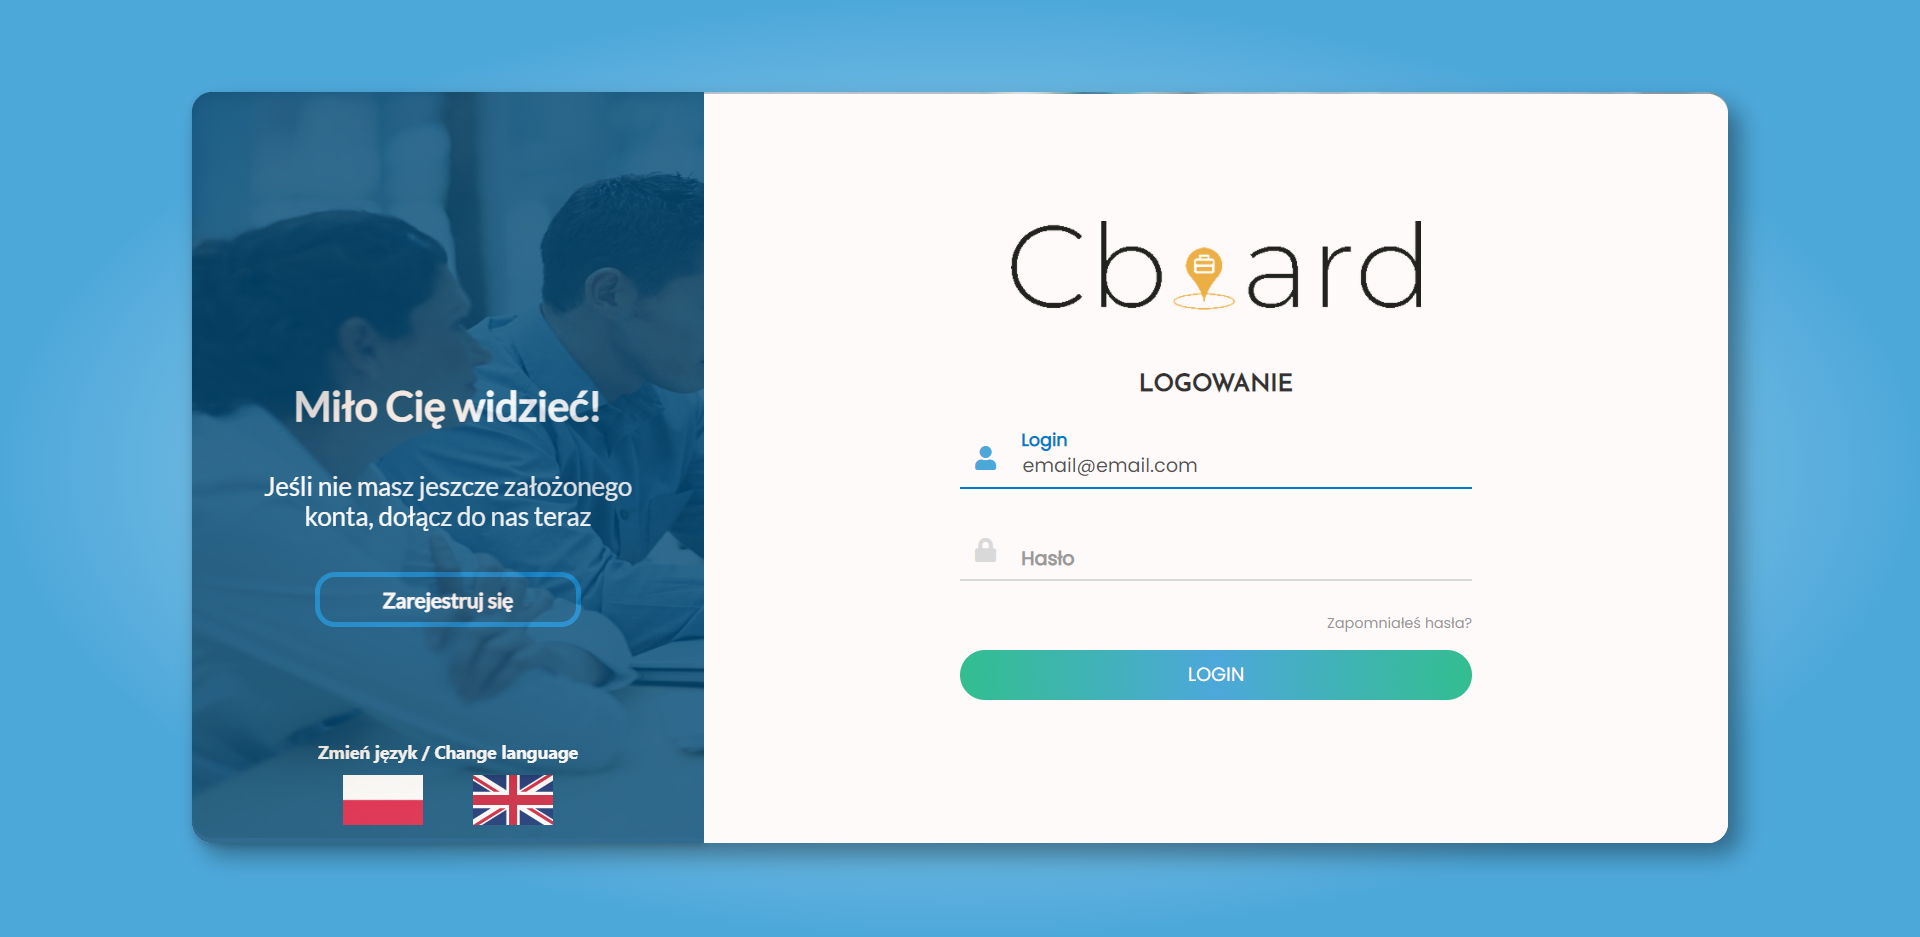 Miło Cię widzieć!
Jeśli nie masz jeszcze założonego
konta, dołącz do nas teraz
Zarejestruj się
Zmień język / Change language
Cboard
LOGOWANIE
Login
email@email.com
Hasło
Zapomniałeś hasła?
LOGIN